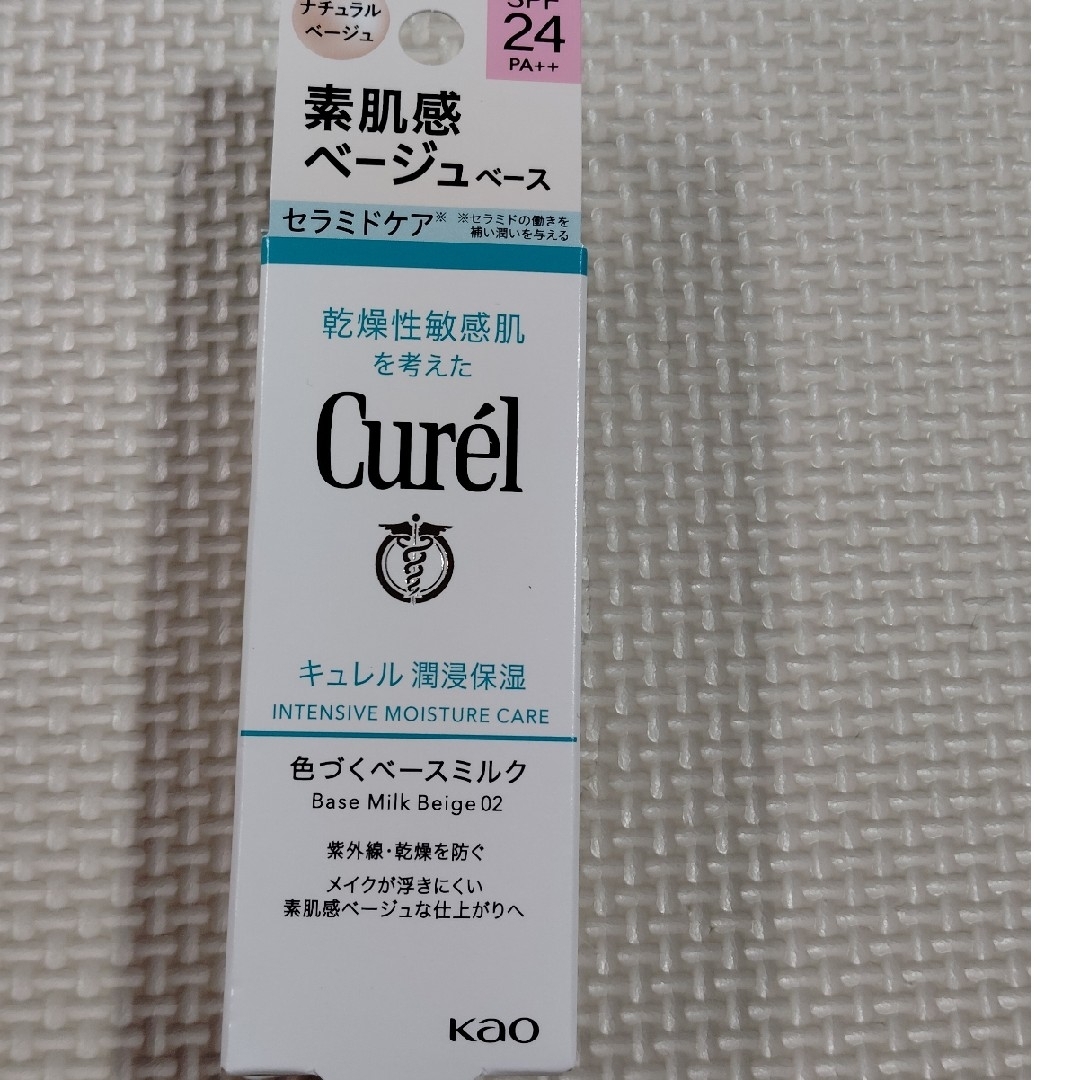 ナチュラル
ベージュ
SPF
24
PA++
素肌感
ベージュベース
セラミドケア※ ※セラミドの働きを
補い潤いを与える
乾燥性敏感肌
を考えた
Curél
キュレル 潤浸保湿
INTENSIVE MOISTURE CARE
色づくベースミルク
Base Milk Beige 02
紫外線・乾燥を防ぐ
メイクが浮きにくい
素肌感ベージュな仕上がりへ
Kao